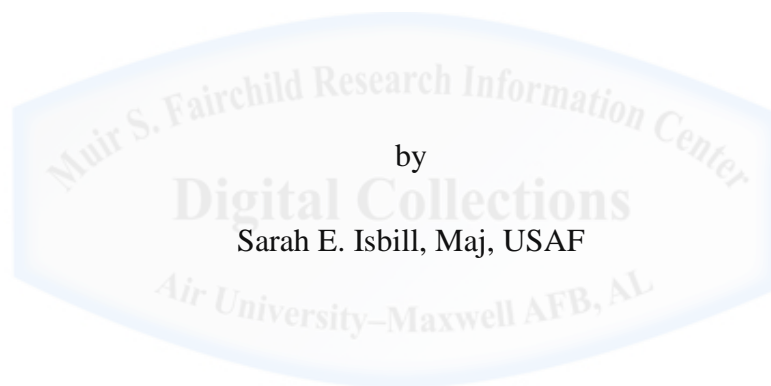 Muir S. Fairchild Research Information Center
by
Digital Collections
Sarah E. Isbill, Maj, USAF
Air University–Maxwell AFB, AL